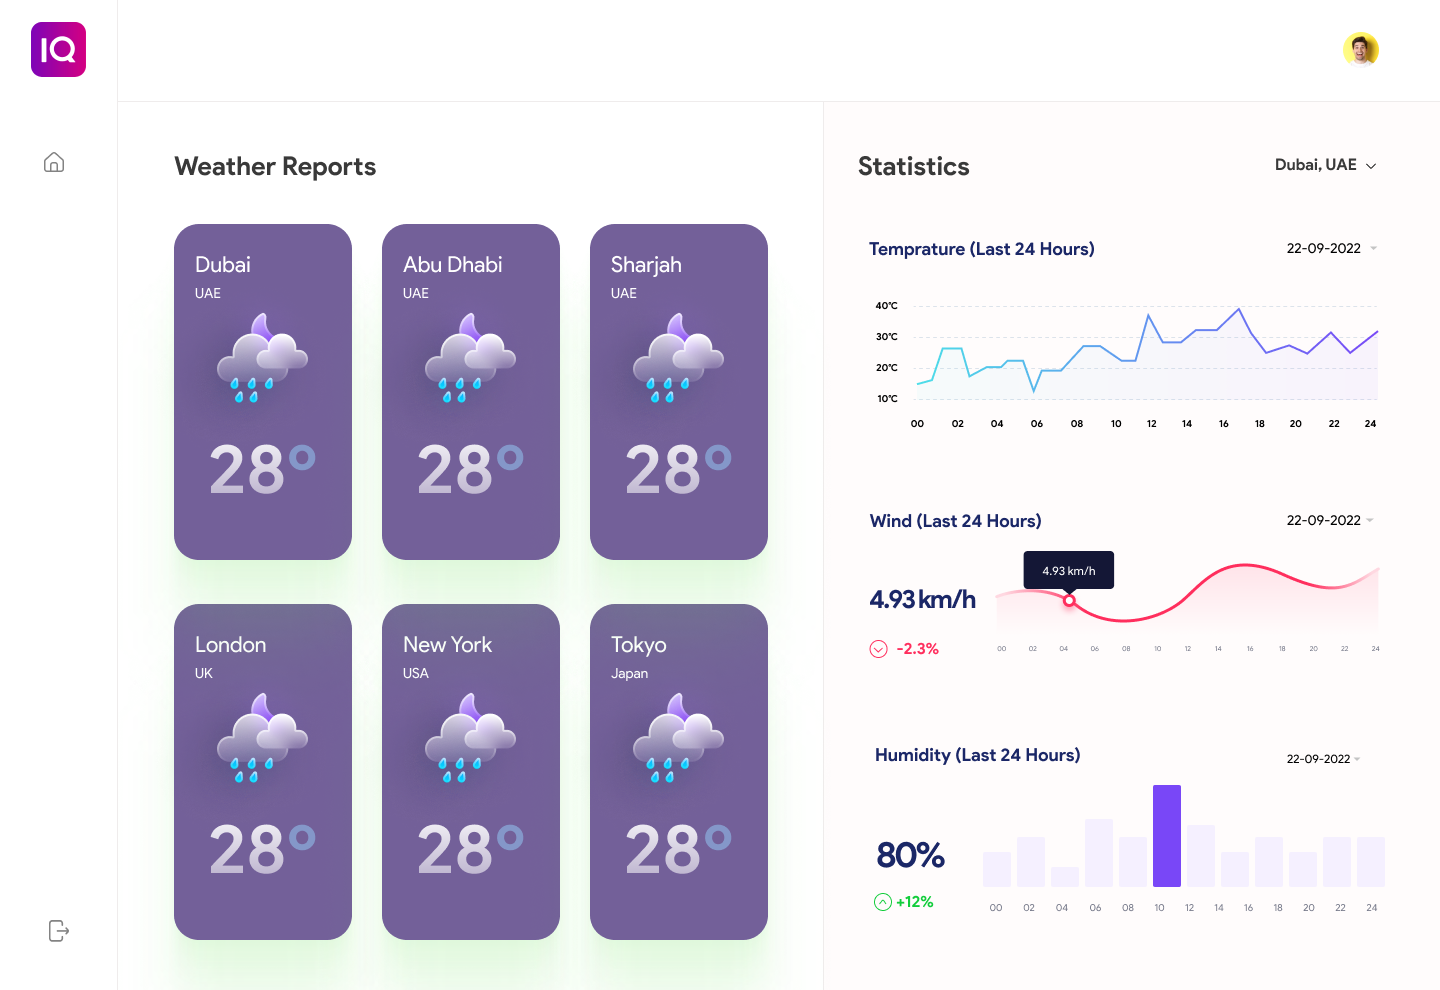 IQ
Weather Reports
Dubai
UAE
28°
Abu Dhabi
UAE
28°
Sharjah
UAE
28°
London
UK
28°
New York
USA
28°
Tokyo
Japan
28°
Statistics
Dubai, UAE
Temprature (Last 24 Hours)
22-09-2022
40°C
30°C
20°C
10°C
00 02 04 06 08 10 12 14 16 18 20 22 24
Wind (Last 24 Hours)
22-09-2022
4.93 km/h
4.93 km/h
-2.3%
00 02 04 06 08 10 12 14 16 18 20 22 24
Humidity (Last 24 Hours)
22-09-2022
80%
+12%
00 02 04 06 08 10 12 14 16 18 20 22 24